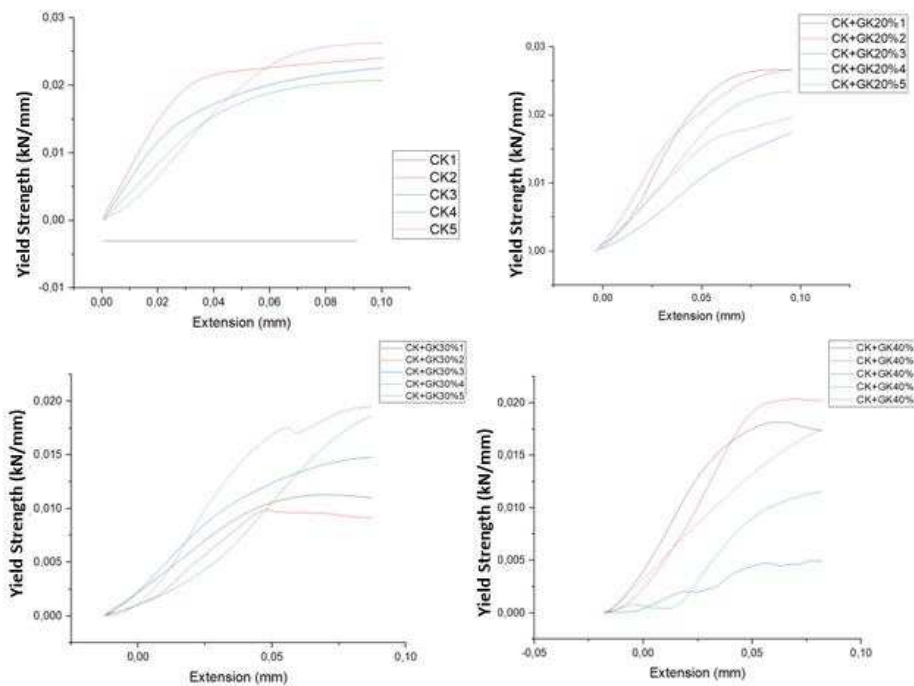 0,03
0,02
0,01
0,00
-0,01
Yield Strength (kN/mm)
CK1
CK2
CK3
CK4
CK5
0,00 0,02 0,04 0,06 0,08 0,10
Extension (mm)
CK+GK20%1
CK+GK20%2
CK+GK20%3
CK+GK20%4
CK+GK20%5
0,03
0,02
0,01
0,00
Yield Strength (kN/mm)
0,00 0,05 0,10
Extension (mm)
CK+GK30%1
CK+GK30%2
CK+GK30%3
CK+GK30%4
CK+GK30%5
0,020
0,015
0,010
0,005
0,000
Yield Strength (kN/mm)
0,00 0,05 0,10
Extension (mm)
CK+GK40%
CK+GK40%
CK+GK40%
CK+GK40%
CK+GK40%
0,020
0,015
0,010
0,005
0,000
Yield Strength (kN/mm)
-0,05 0,00 0,05 0,10
Extension (mm)